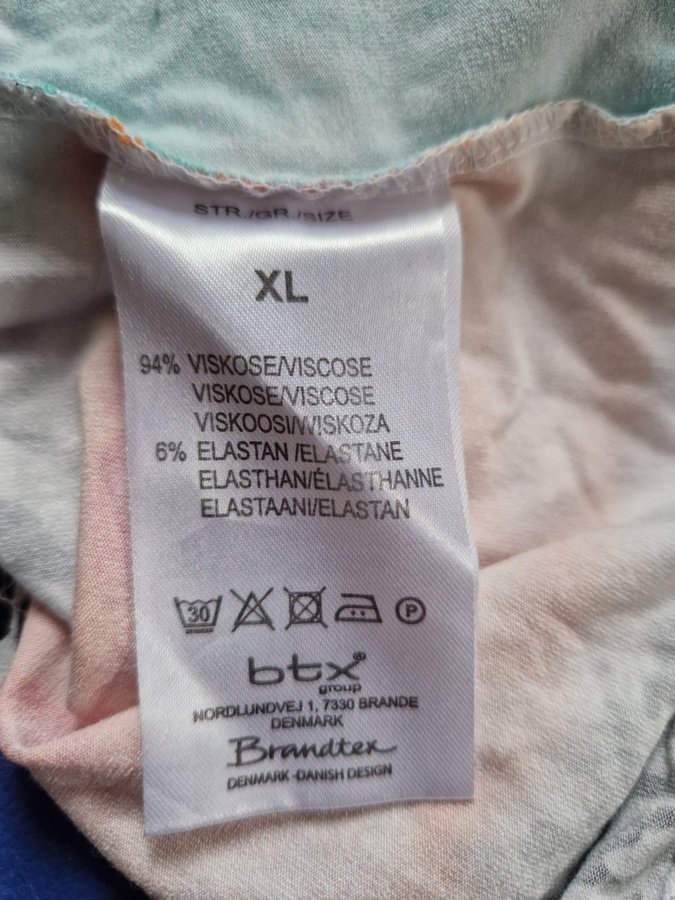 STR./GR./SIZE
XL
94% VISKOSE/VISCOSE
VISKOSE/VISCOSE
VISKOOSI/WISKOZA
6% ELASTAN /ELASTANE
ELASTHAN/ÉLASTHANNE
ELASTAANI/ELASTAN
30 P
btx®
group
NORDLUNDVEJ 1, 7330 BRANDE
DENMARK
Brandtex
DENMARK -DANISH DESIGN